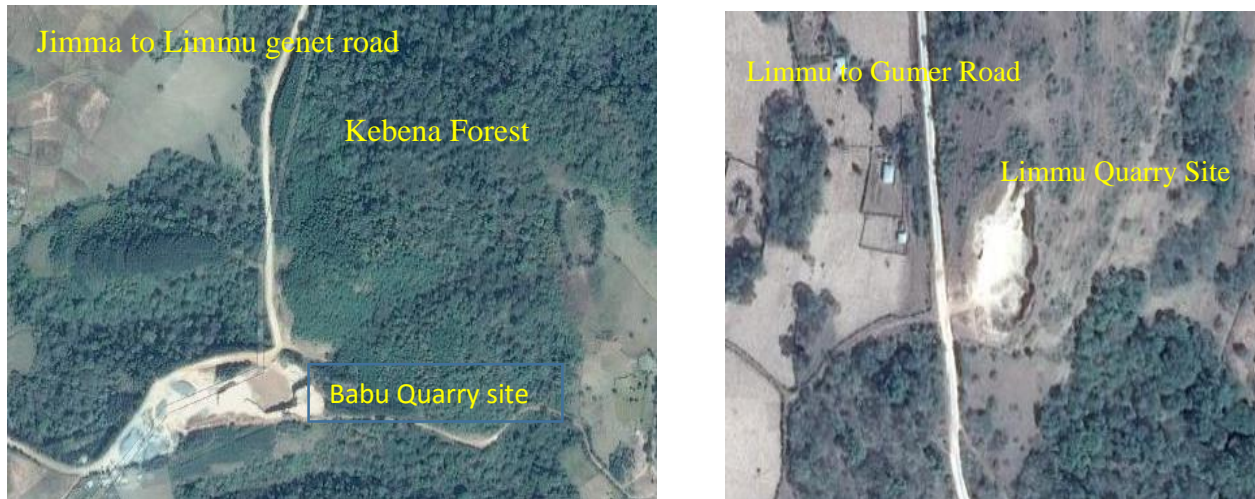 Jimma to Limmu genet road
Kebena Forest
Babu Quarry site
Limmu to Gumer Road
Limmu Quarry Site